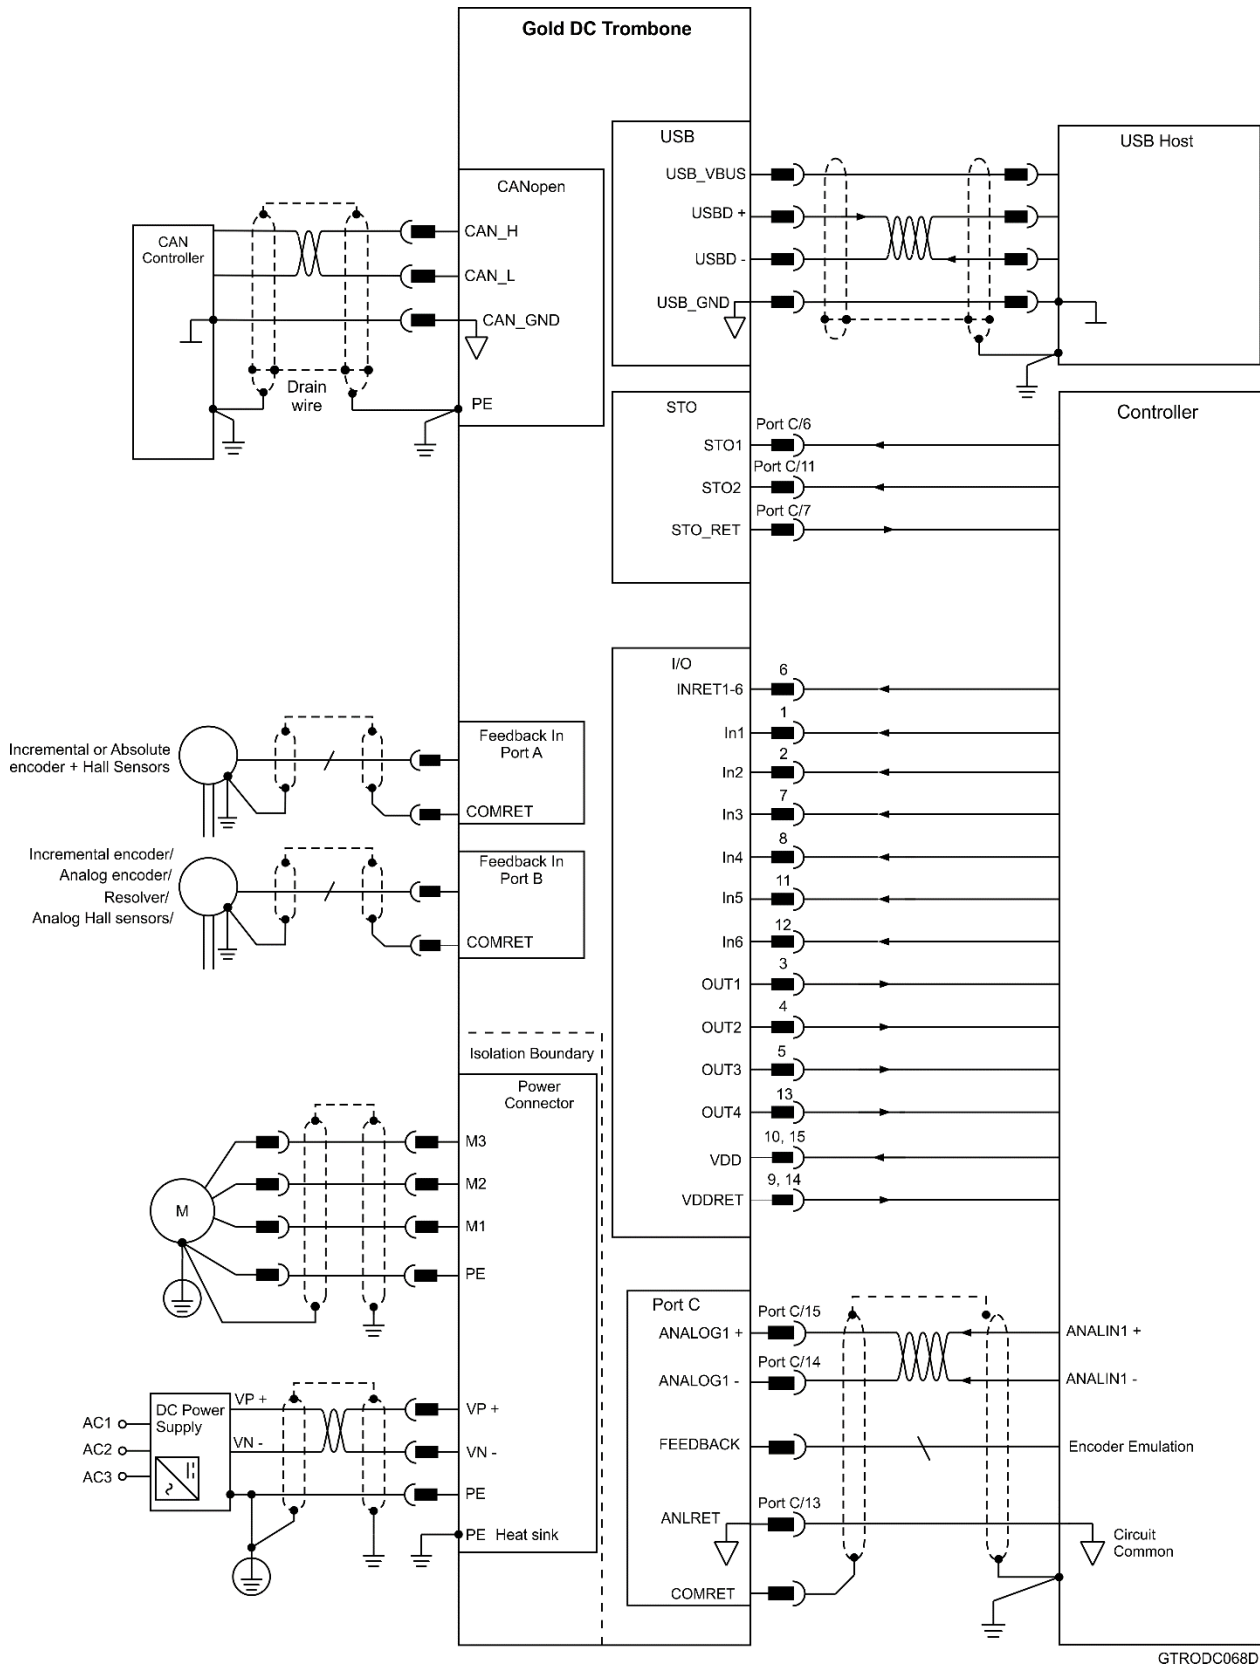 Gold DC Trombone
USB
USB_VBUS
USBD +
USBD -
USB_GND
USB Host
CANopen
CAN_H
CAN_L
CAN_GND
PE
CAN
Controller
Drain
wire
STO
STO1
STO2
STO_RET
Port C/6
Port C/11
Port C/7
Controller
I/O
INRET1-6
6
In1
1
In2
2
In3
7
In4
8
In5
11
In6
12
OUT1
3
OUT2
4
OUT3
5
OUT4
13
VDD
10, 15
VDDRET
9, 14
Incremental or Absolute
encoder + Hall Sensors
Feedback In
Port A
COMRET
Incremental encoder/
Analog encoder/
Resolver/
Analog Hall sensors/
Feedback In
Port B
COMRET
Isolation Boundary
Power
Connector
M3
M2
M1
PE
M
VP +
VN -
PE
PE Heat sink
AC1
AC2
AC3
DC Power
Supply
VP +
VN -
Port C
ANALOG1 +
ANALOG1 -
FEEDBACK
ANLRET
COMRET
Port C/15
Port C/14
Port C/13
ANALIN1 +
ANALIN1 -
Encoder Emulation
Circuit
Common
GTRODC068D